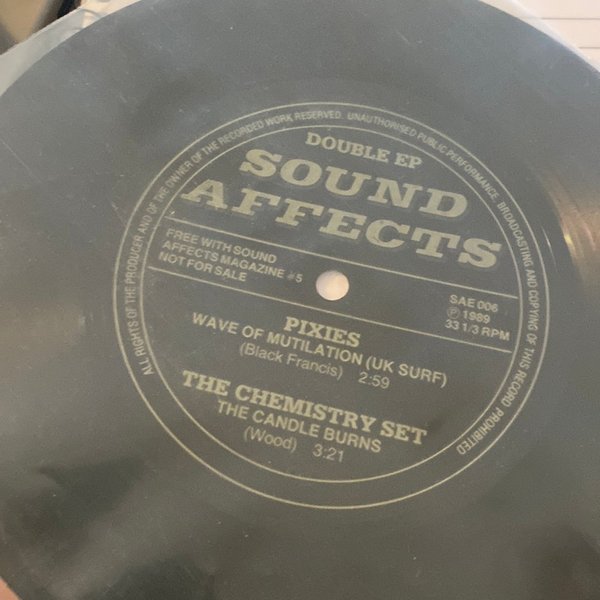 ALL RIGHTS OF THE PRODUCER AND OF THE OWNER OF THE RECORDED WORK RESERVED. UNAUTHORISED PUBLIC PERFORMANCE BROADCASTING AND COPYING OF THIS RECORD PROHIBITED
DOUBLE EP
SOUND
AFFECTS
FREE WITH SOUND
AFFECTS MAGAZINE #5
NOT FOR SALE
SAE 006
℗ 1989
33 1/3 RPM
PIXIES
WAVE OF MUTILATION (UK SURF)
(Black Francis) 2:59
THE CHEMISTRY SET
THE CANDLE BURNS
(Wood) 3:21